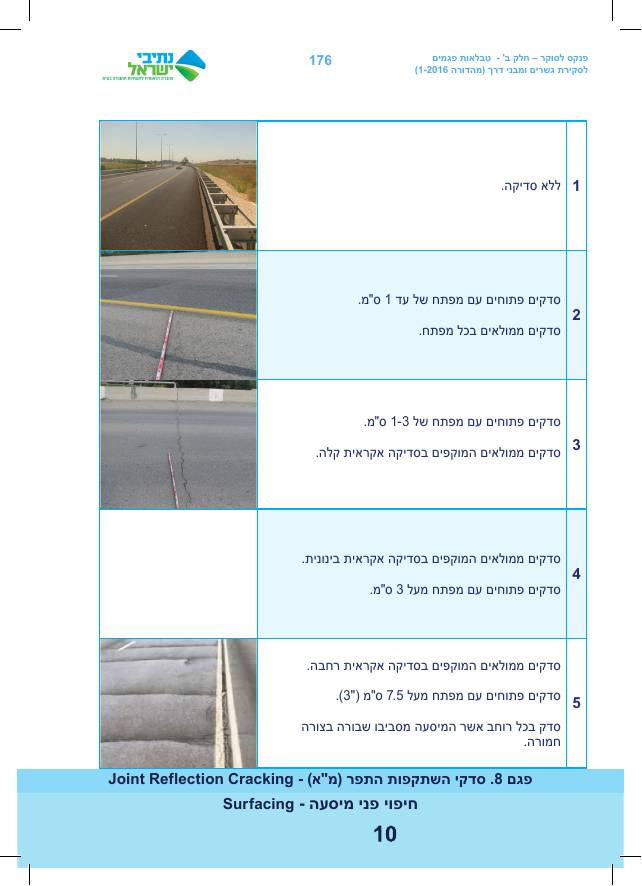 פנקס לסוקר – חלק ב' - טבלאות פגמים
לסקירת גשרים ומבני דרך (מהדורה 1-2016)
176
נתיבי
ישראל
1
ללא סדיקה.
2
סדקים פתוחים עם מפתח של עד 1 ס"מ.
סדקים ממולאים בכל מפתח.
3
סדקים פתוחים עם מפתח של 1-3 ס"מ.
סדקים ממולאים המוקפים בסדיקה אקראית קלה.
4
סדקים ממולאים המוקפים בסדיקה אקראית בינונית.
סדקים פתוחים עם מפתח מעל 3 ס"מ.
5
סדקים ממולאים המוקפים בסדיקה אקראית רחבה.
סדקים פתוחים עם מפתח מעל 7.5 ס"מ (3").
סדק בכל רוחב אשר המיסעה מסביבו שבורה בצורה
חמורה.
פגם 8. סדקי השתקפות התפר (מ"א) - Joint Reflection Cracking
חיפוי פני מיסעה - Surfacing
10